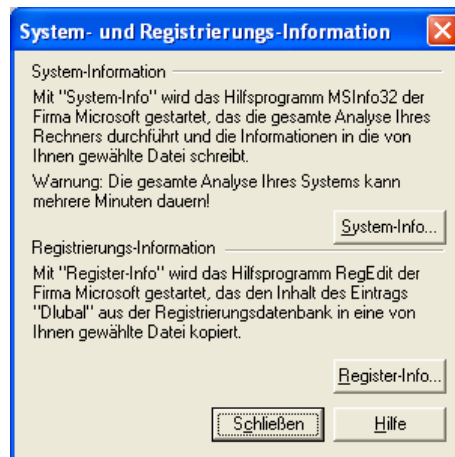 System- und Registrierungs-Information
System-Information
Mit "System-Info" wird das Hilfsprogramm MSInfo32 der
Firma Microsoft gestartet, das die gesamte Analyse Ihres
Rechners durchführt und die Informationen in die von
Ihnen gewählte Datei schreibt.
Warnung: Die gesamte Analyse Ihres Systems kann
mehrere Minuten dauern!
System-Info...
Registrierungs-Information
Mit "Register-Info" wird das Hilfsprogramm RegEdit der
Firma Microsoft gestartet, das den Inhalt des Eintrags
"Dlubal" aus der Registrierungsdatenbank in eine von
Ihnen gewählte Datei kopiert.
Register-Info...
Schließen Hilfe